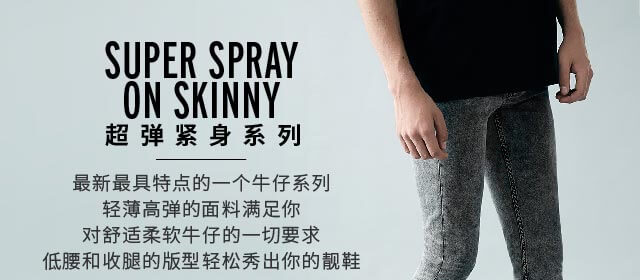 SUPER SPRAY
ON SKINNY
超弹紧身系列
最新最具特点的一个牛仔系列
轻薄高弹的面料满足你
对舒适柔软牛仔的一切要求
低腰和收腿的版型轻松秀出你的靓鞋